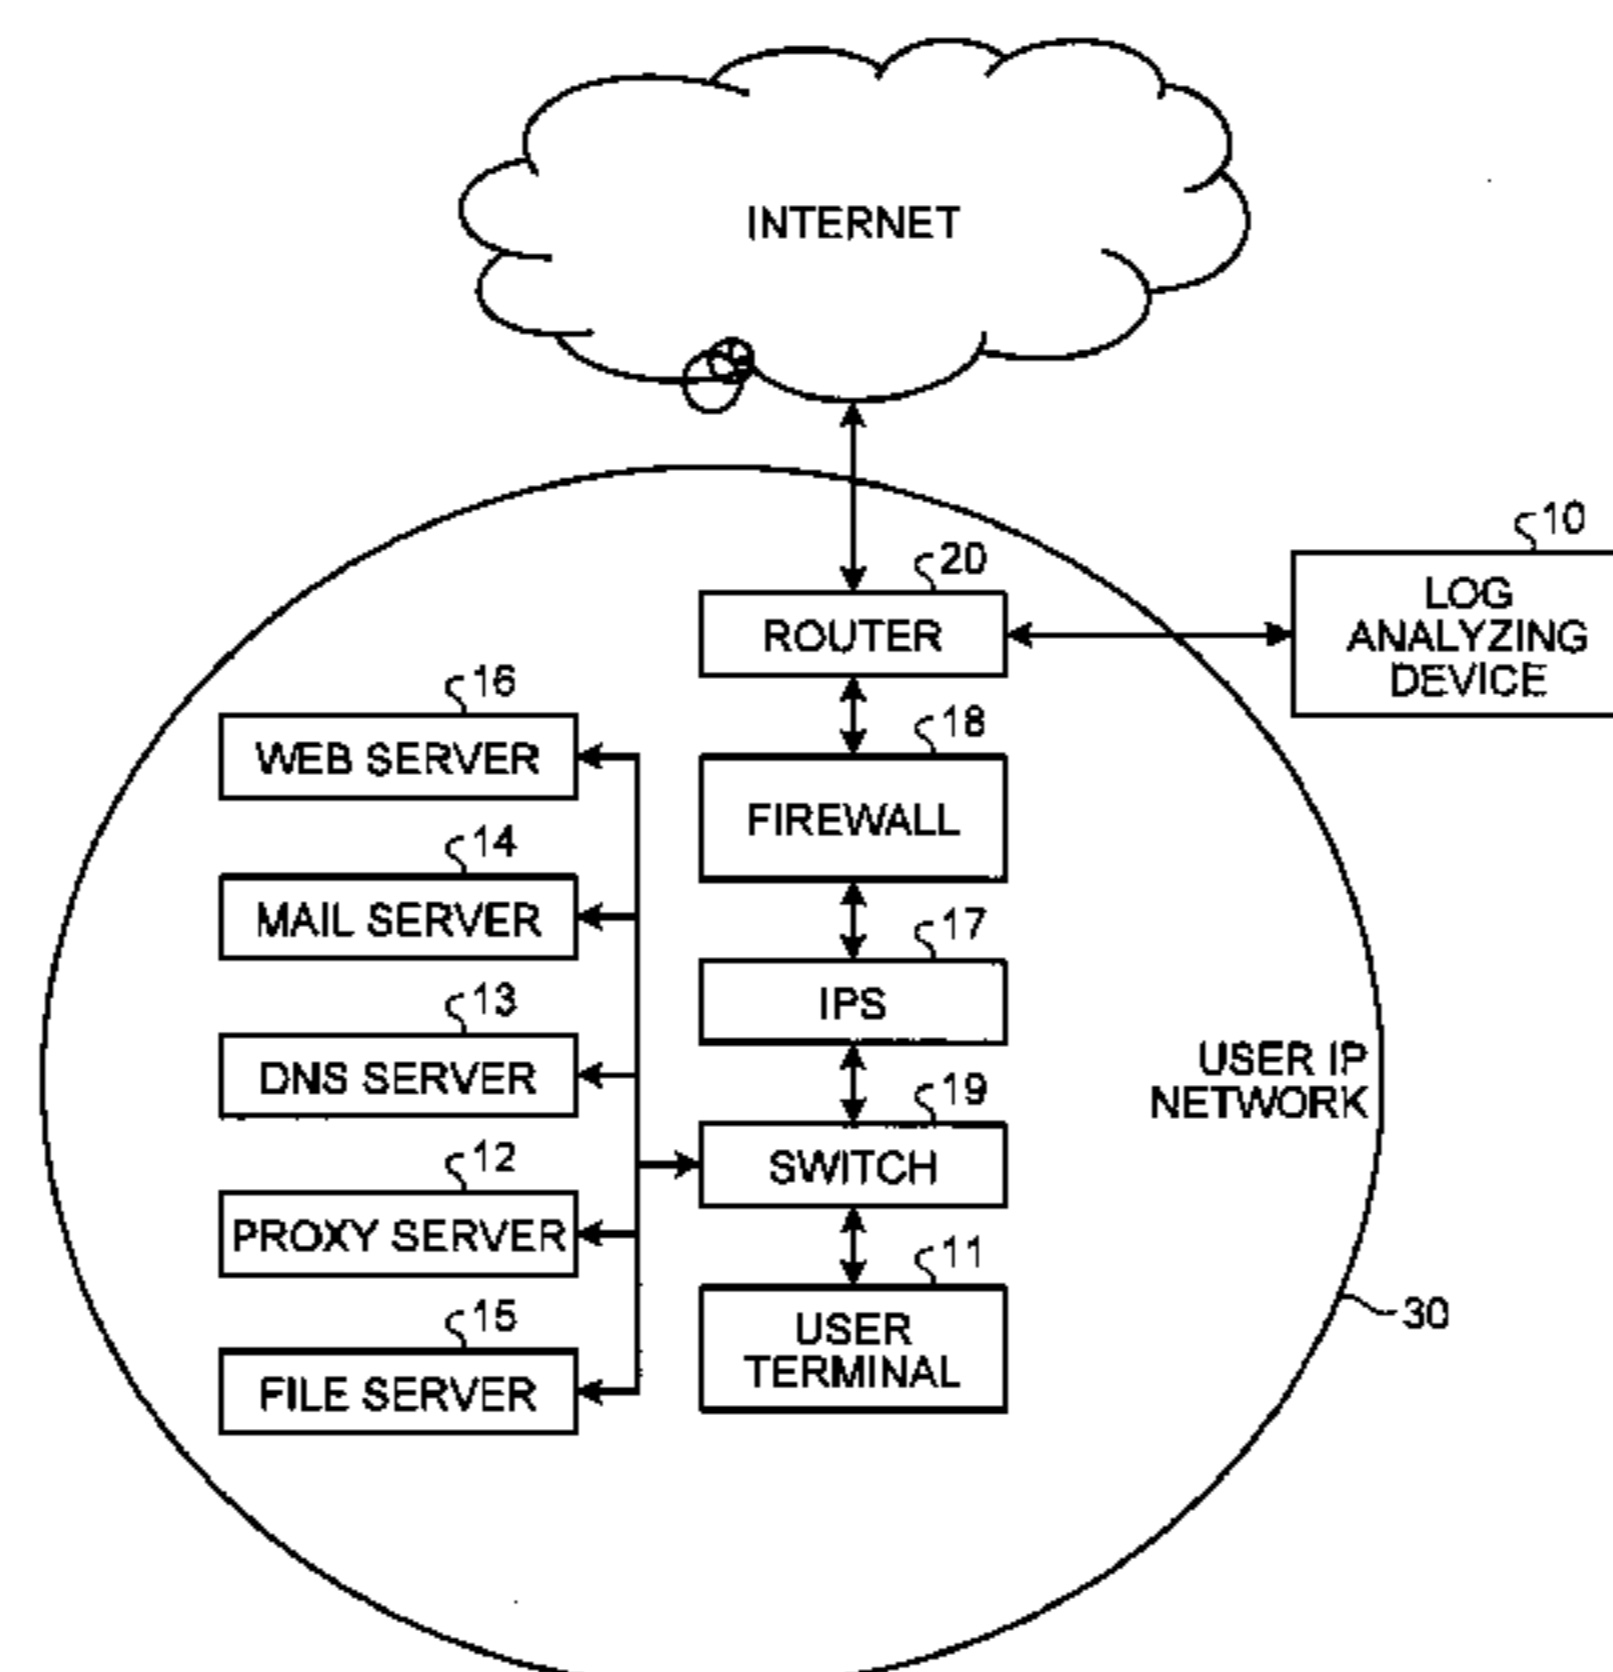 INTERNET
10
LOG
ANALYZING
DEVICE
20
ROUTER
16
WEB SERVER
18
FIREWALL
14
MAIL SERVER
17
IPS
13
DNS SERVER
USER IP
NETWORK
19
SWITCH
12
PROXY SERVER
11
USER
TERMINAL
15
FILE SERVER
30